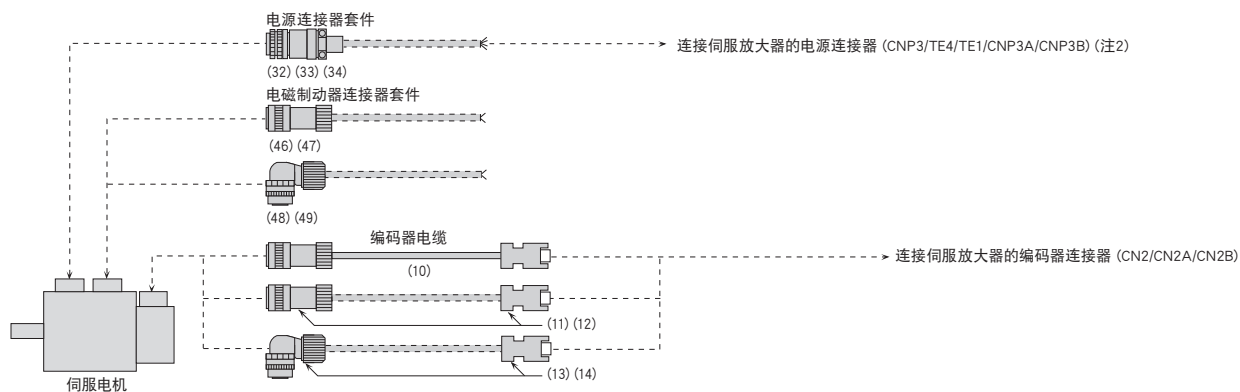 电源连接器套件
(32) (33) (34)
连接伺服放大器的电源连接器 (CNP3/TE4/TE1/CNP3A/CNP3B) (注2)
电磁制动器连接器套件
(46) (47)
(48) (49)
编码器电缆
(10)
连接伺服放大器的编码器连接器 (CN2/CN2A/CN2B)
(11) (12)
(13) (14)
伺服电机